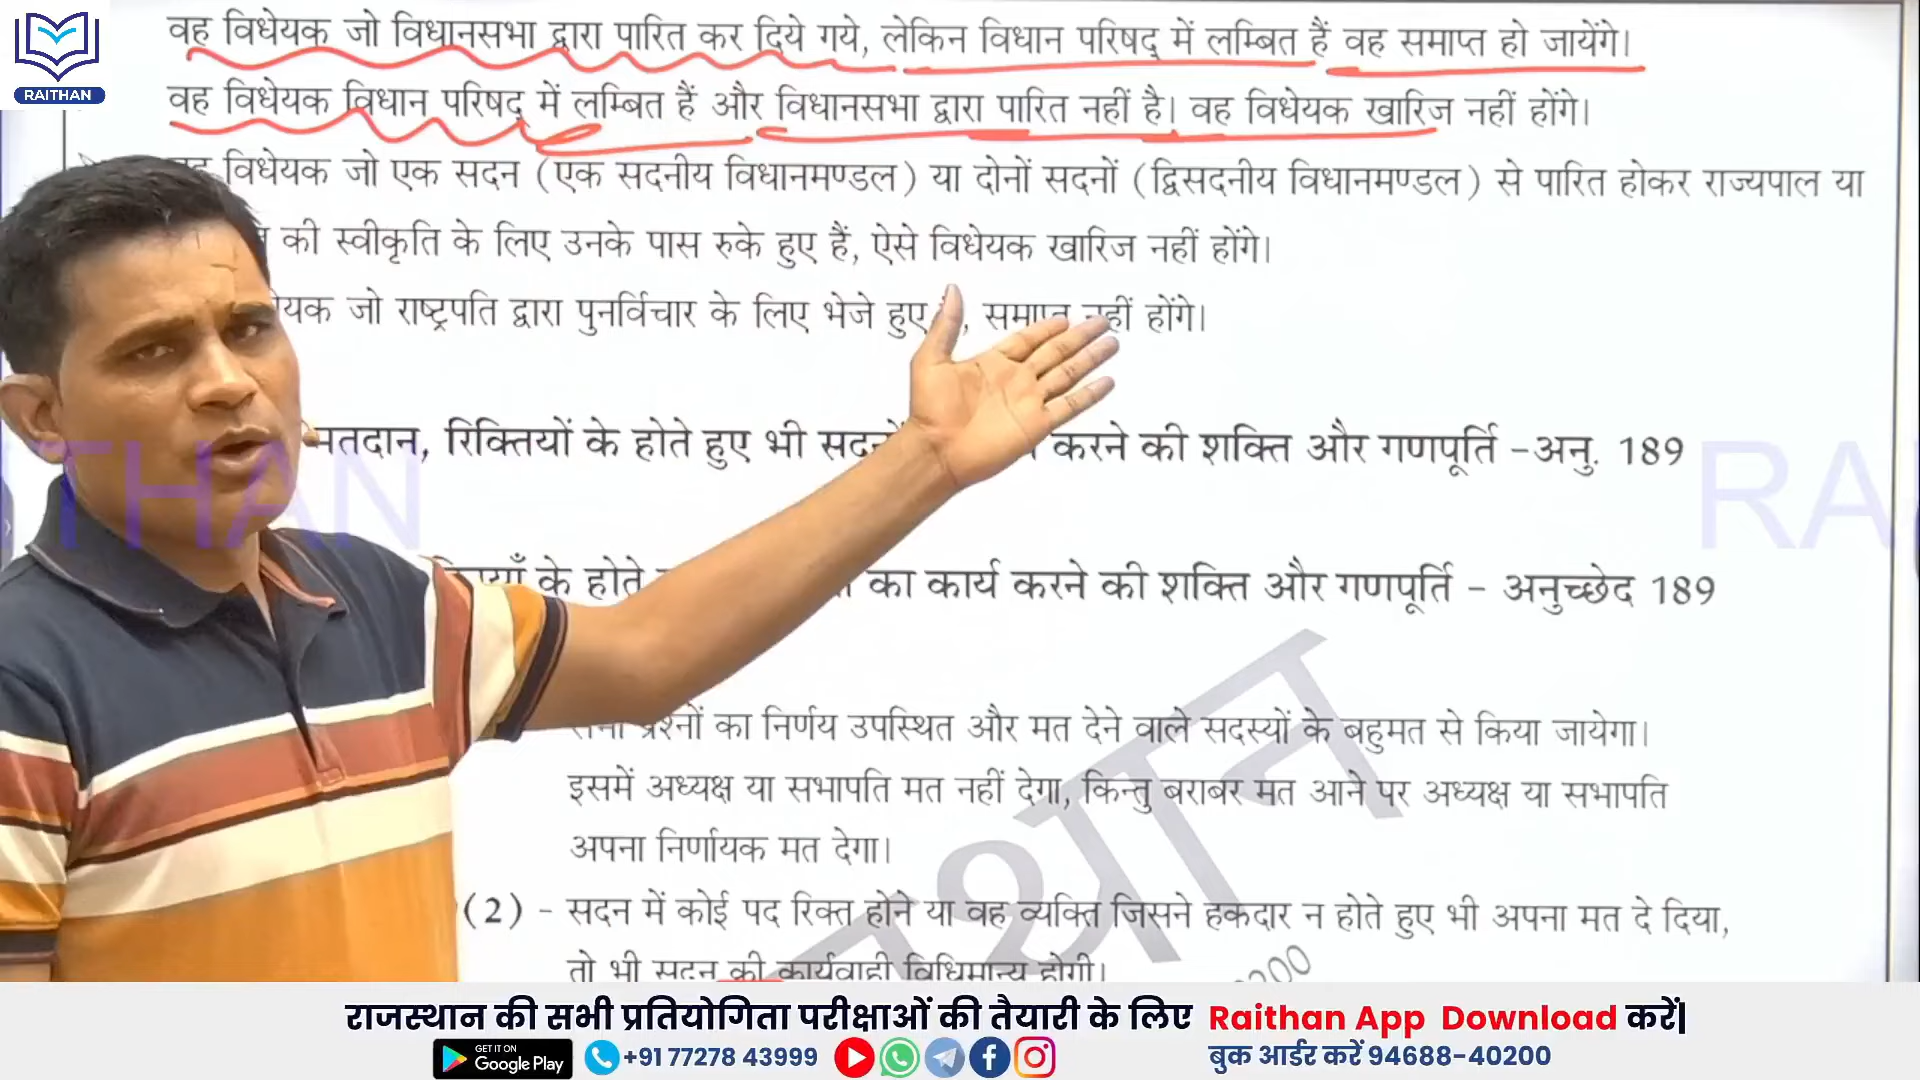 वह विधेयक जो विधानसभा द्वारा पारित कर दिये गये, लेकिन विधान परिषद् में लम्बित हैं वह समाप्त हो जायेंगे।
RAITHAN
वह विधेयक विधान परिषद् में लम्बित हैं और विधानसभा द्वारा पारित नहीं है। वह विधेयक खारिज नहीं होंगे।
विधेयक जो एक सदन (एक सदनीय विधानमण्डल) या दोनों सदनों (द्विसदनीय विधानमण्डल) से पारित होकर राज्यपाल या
की स्वीकृति के लिए उनके पास रुके हुए हैं, ऐसे विधेयक खारिज नहीं होंगे।
जो राष्ट्रपति द्वारा पुनर्विचार के लिए भेजे हुए समाप्त नहीं होंगे।
मतदान, रिक्तियों के होते हुए भी करने की शक्ति और गणपूर्ति -अनु. 189
के होते का कार्य करने की शक्ति और गणपूर्ति - अनुच्छेद 189
प्रश्नों का निर्णय उपस्थित और मत देने वाले सदस्यों के बहुमत से किया जायेगा।
इसमें अध्यक्ष या सभापति मत नहीं देगा, किन्तु बराबर मत आने पर अध्यक्ष या सभापति
अपना निर्णायक मत देगा।
(2) - सदन में कोई पद रिक्त होने या वह व्यक्ति जिसने हकदार न होते हुए भी अपना मत दे दिया,
तो भी सदन की कार्यवाही विधिमान्य होगी।
राजस्थान की सभी प्रतियोगिता परीक्षाओं की तैयारी के लिए Raithan App Download करें|
GET IT ON
Google Play
+91 77278 43999
बुक आर्डर करें 94688-40200